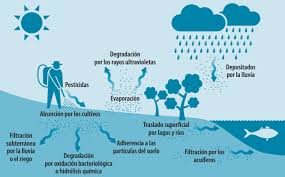 Degradación
por los rayos ultravioletas
Depositados
por la lluvia
Pesticidas
Evaporación
Absorción por los cultivos
Traslado superficial
por lagos y ríos
Filtración
subterránea
por la lluvia
o el riego
Degradación
por oxidación bacteriológica
o hidrólisis química
Adherencia a las
partículas del suelo
Filtración por los
acuíferos